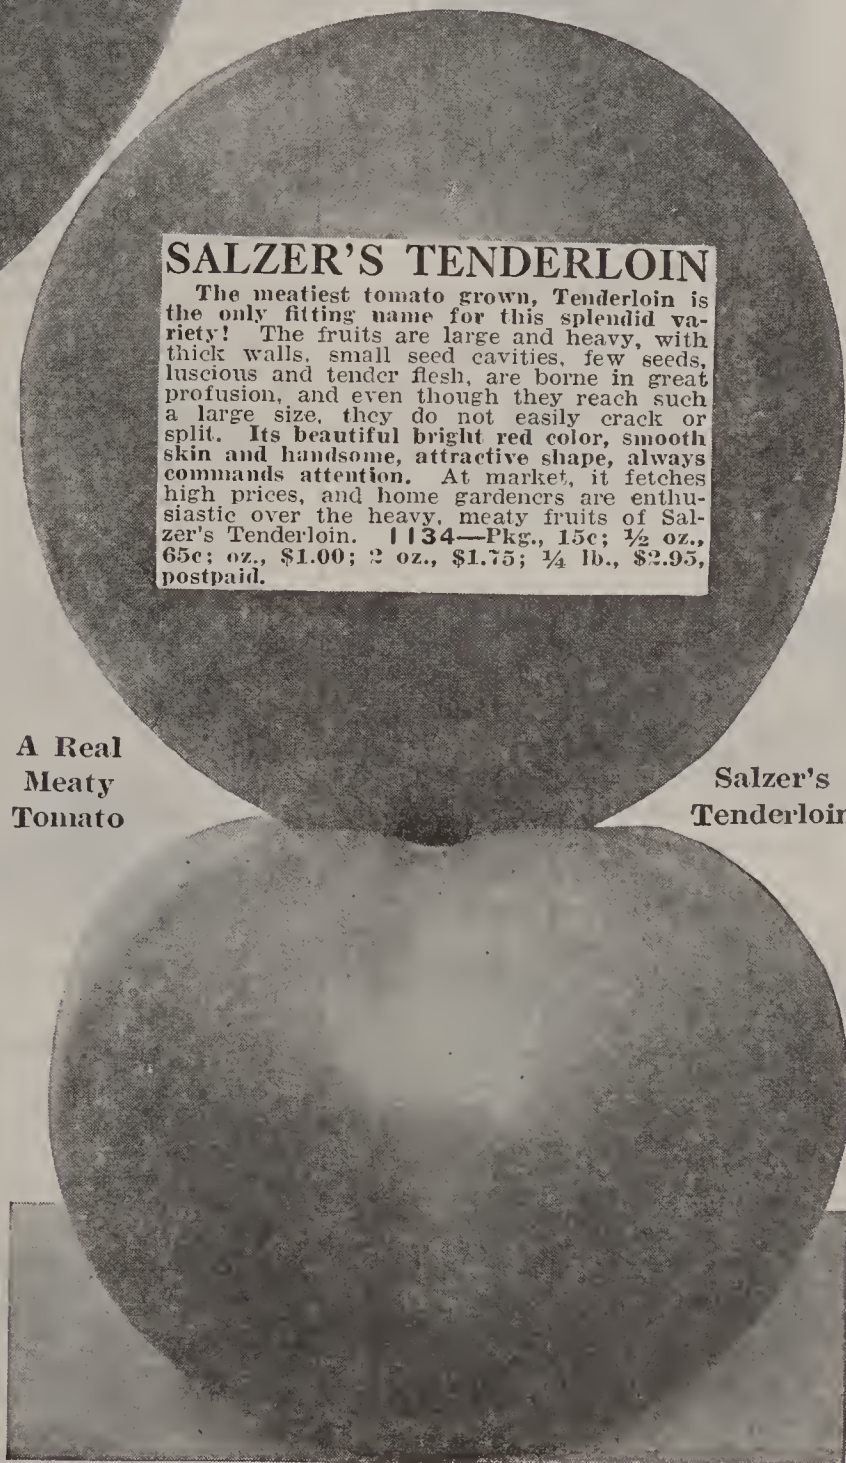 SALZER'S TENDERLOIN
The meatiest tomato grown, Tenderloin is
the only fitting name for this splendid va-
riety! The fruits are large and heavy, with
thick walls, small seed cavities, few seeds,
luscious and tender flesh, are borne in great
profusion, and even though they reach such
a large size, they do not easily crack or
split. Its beautiful bright red color, smooth
skin and handsome, attractive shape, always
commands attention. At market, it fetches
high prices, and home gardeners are enthu-
siastic over the heavy, meaty fruits of Sal-
zer's Tenderloin. 1134—Pkg., 15c; ½ oz.,
65c; oz., $1.00; 2 oz., $1.75; ¼ lb., $2.95,
postpaid.
A Real
Meaty
Tomato
Salzer's
Tenderloin